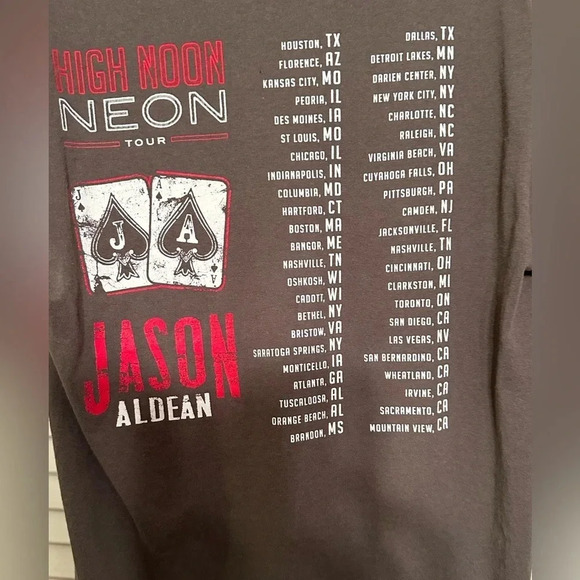 HIGH NOON
NEON
TOUR
J
A
J
A
A
JASON
ALDEAN
HOUSTON, TX
FLORENCE, AZ
KANSAS CITY, MO
PEORIA, IL
DES MOINES, IA
ST LOUIS, MO
CHICAGO, IL
INDIANAPOLIS, IN
COLUMBIA, MD
HARTFORD, CT
BOSTON, MA
BANGOR, ME
NASHVILLE, TN
OSHKOSH, WI
CADOTT, WI
BETHEL, NY
BRISTOW, VA
SARATOGA SPRINGS, NY
MONTICELLO, IA
ATLANTA, GA
TUSCALOOSA, AL
ORANGE BEACH, AL
BRANDON, MS
DALLAS, TX
DETROIT LAKES, MN
DARIEN CENTER, NY
NEW YORK CITY, NY
CHARLOTTE, NC
RALEIGH, NC
VIRGINIA BEACH, VA
CUYAHOGA FALLS, OH
PITTSBURGH, PA
CAMDEN, NJ
JACKSONVILLE, FL
NASHVILLE, TN
CINCINNATI, OH
CLARKSTON, MI
TORONTO, ON
SAN DIEGO, CA
LAS VEGAS, NV
SAN BERNARDINO, CA
WHEATLAND, CA
IRVINE, CA
SACRAMENTO, CA
MOUNTAIN VIEW, CA